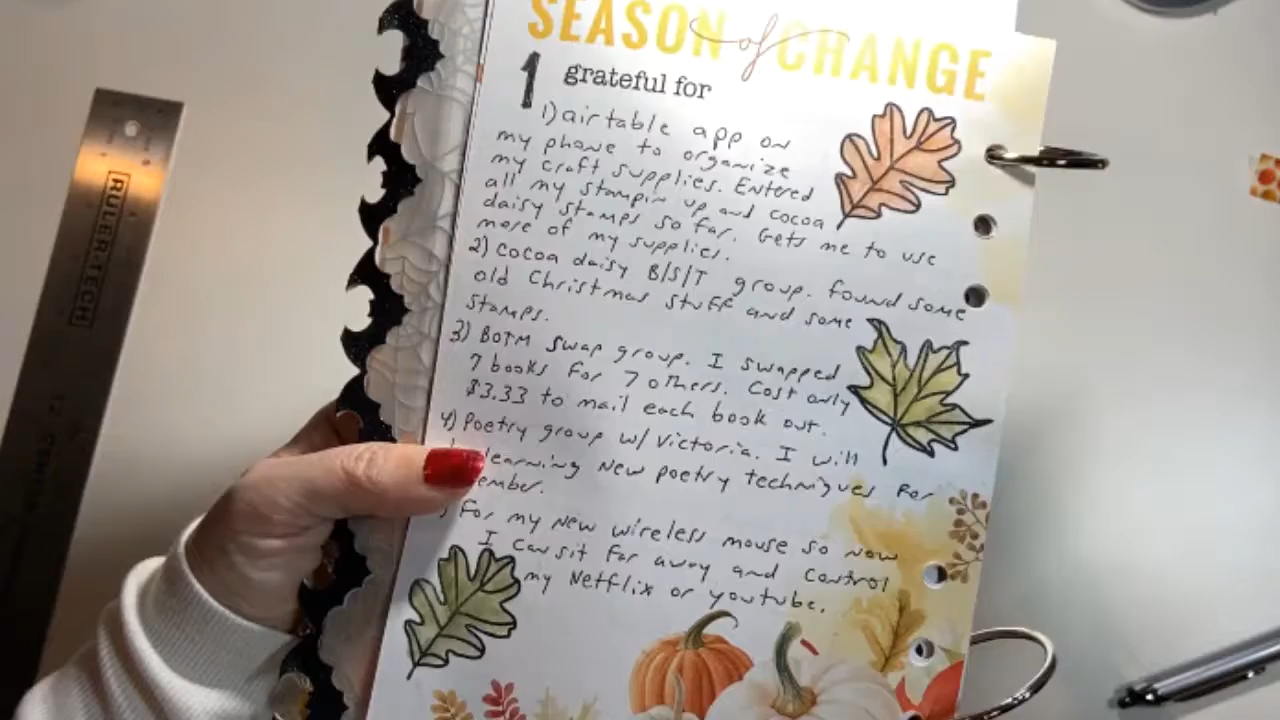 SEASON of CHANGE
1 grateful for
1) airtable app on
my phone to organize
my craft supplies. Entered
all my stampin up and cocoa
daisy stamps so far. Gets me to use
more of my supplies.
2) cocoa daisy B/S/T group. found some
old Christmas stuff and some
stamps.
3) BOTM swap group. I swapped
7 books for 7 others. Cost only
$3.33 to mail each book out.
4) Poetry group w/ Victoria. I will
learning new poetry techniques for
ember.
) For my new wireless mouse so now
I can sit far away and control
my Netflix or youtube.
RULER-TECH
12